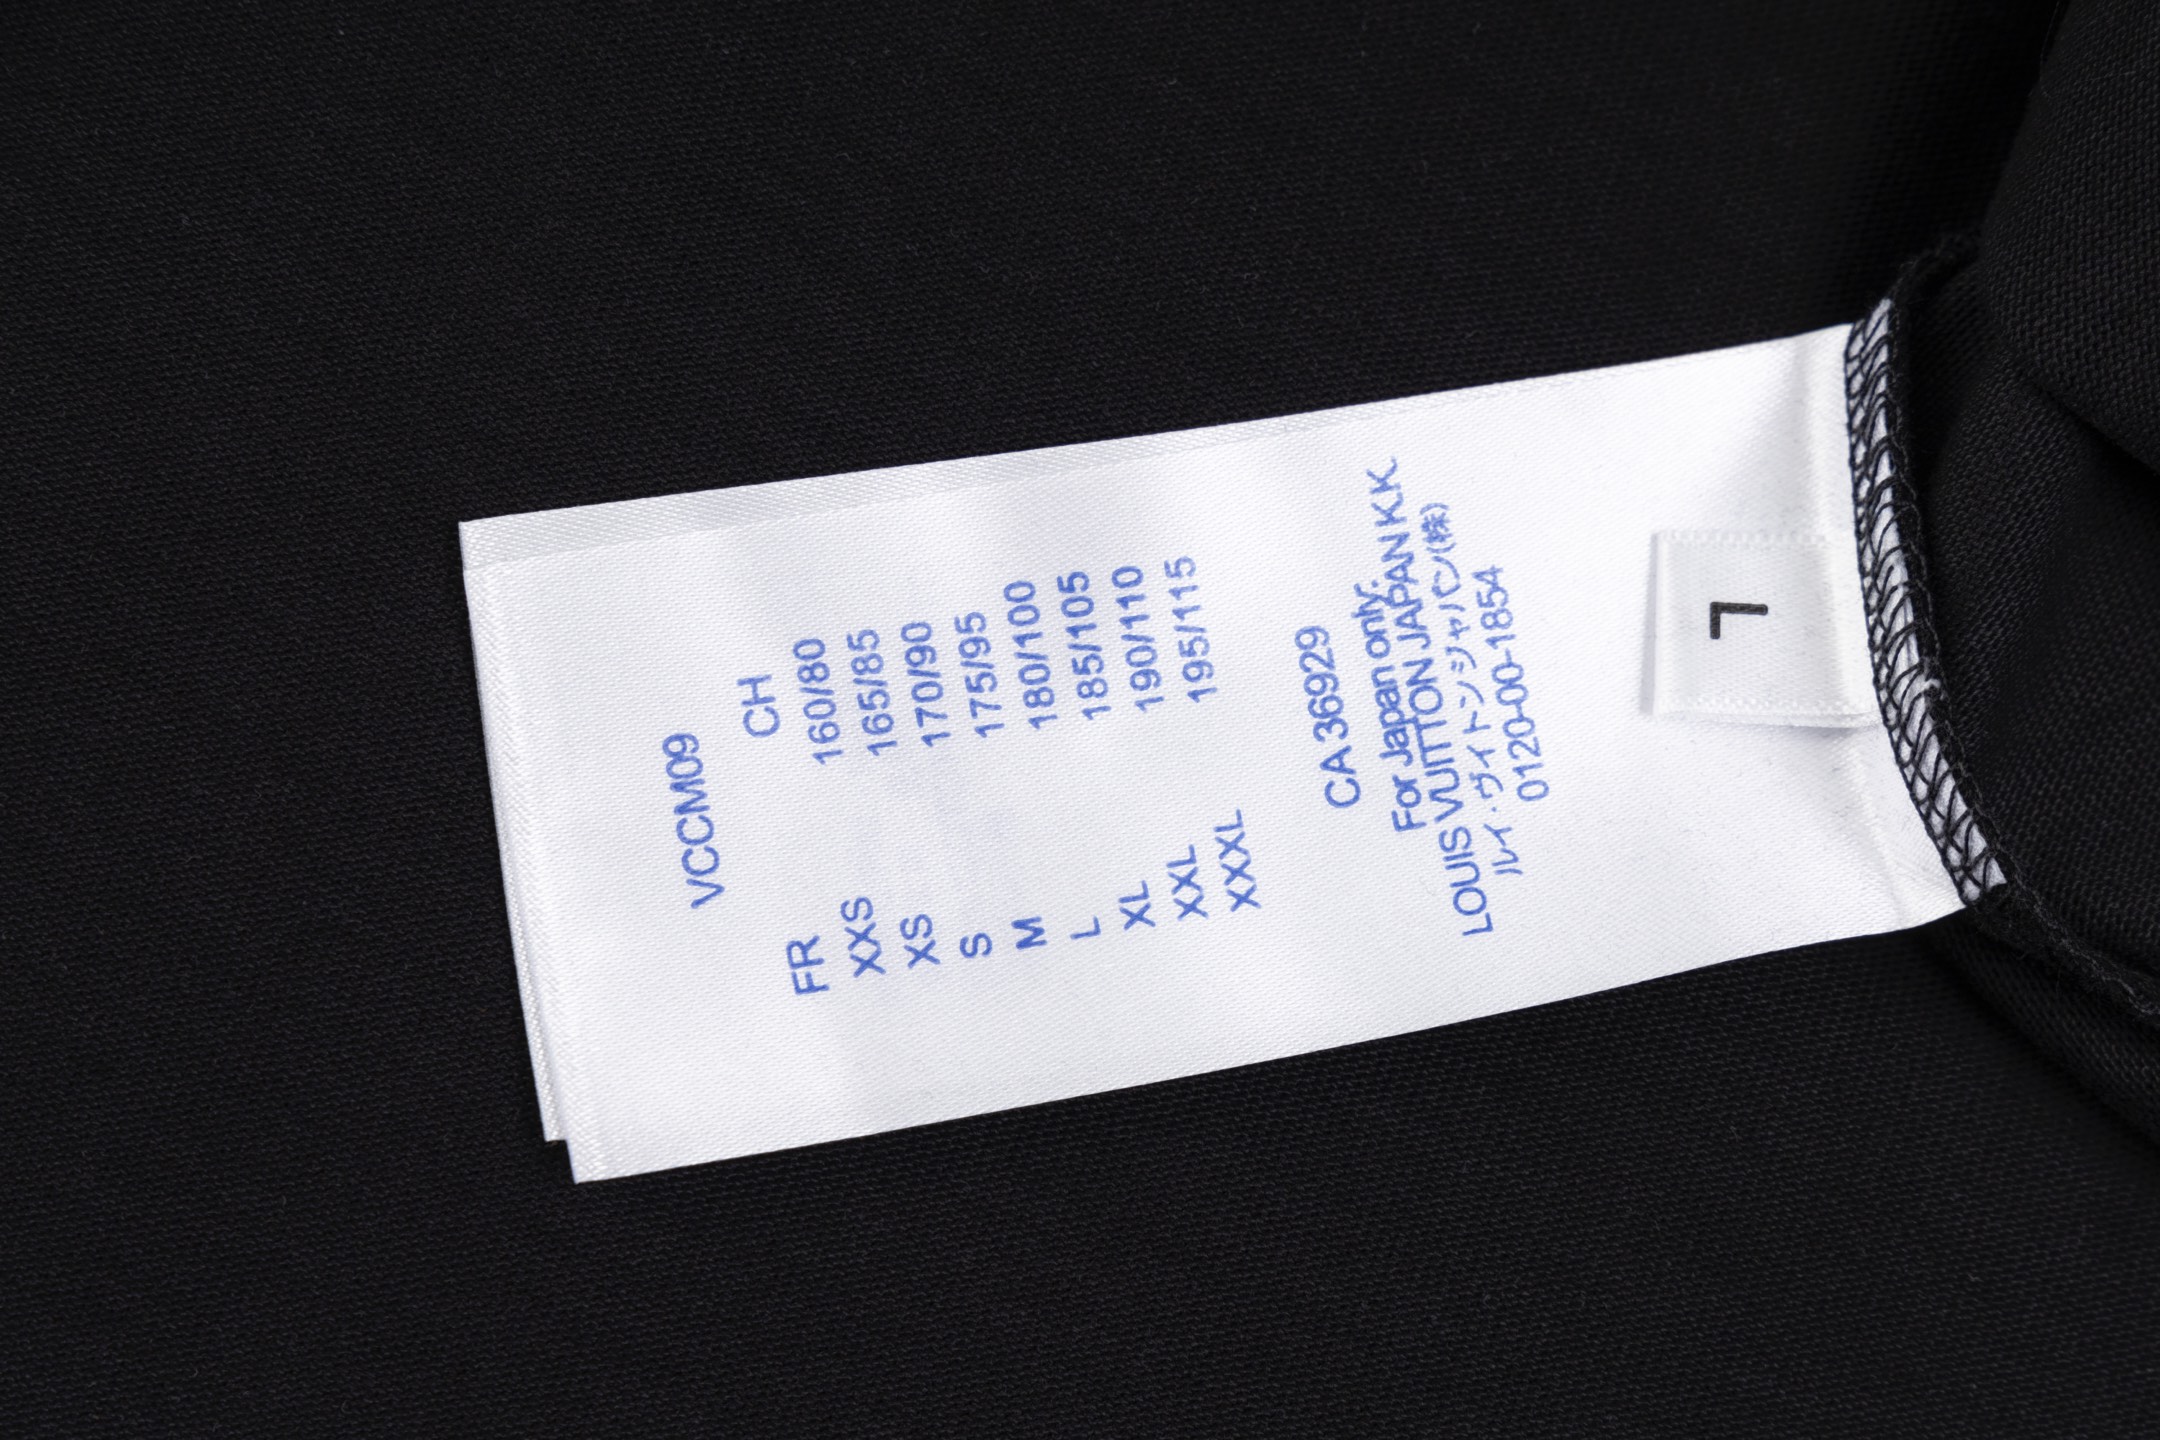 VCCM09
FR CH
XXS 160/80
XS 165/85
S 170/90
M 175/95
L 180/100
XL 185/105
XXL 190/110
XXXL 195/115
CA 36929
For Japan only:
LOUIS VUITTON JAPAN KK
ルイ・ヴィトンジャパン(株)
0120-00-1854
L